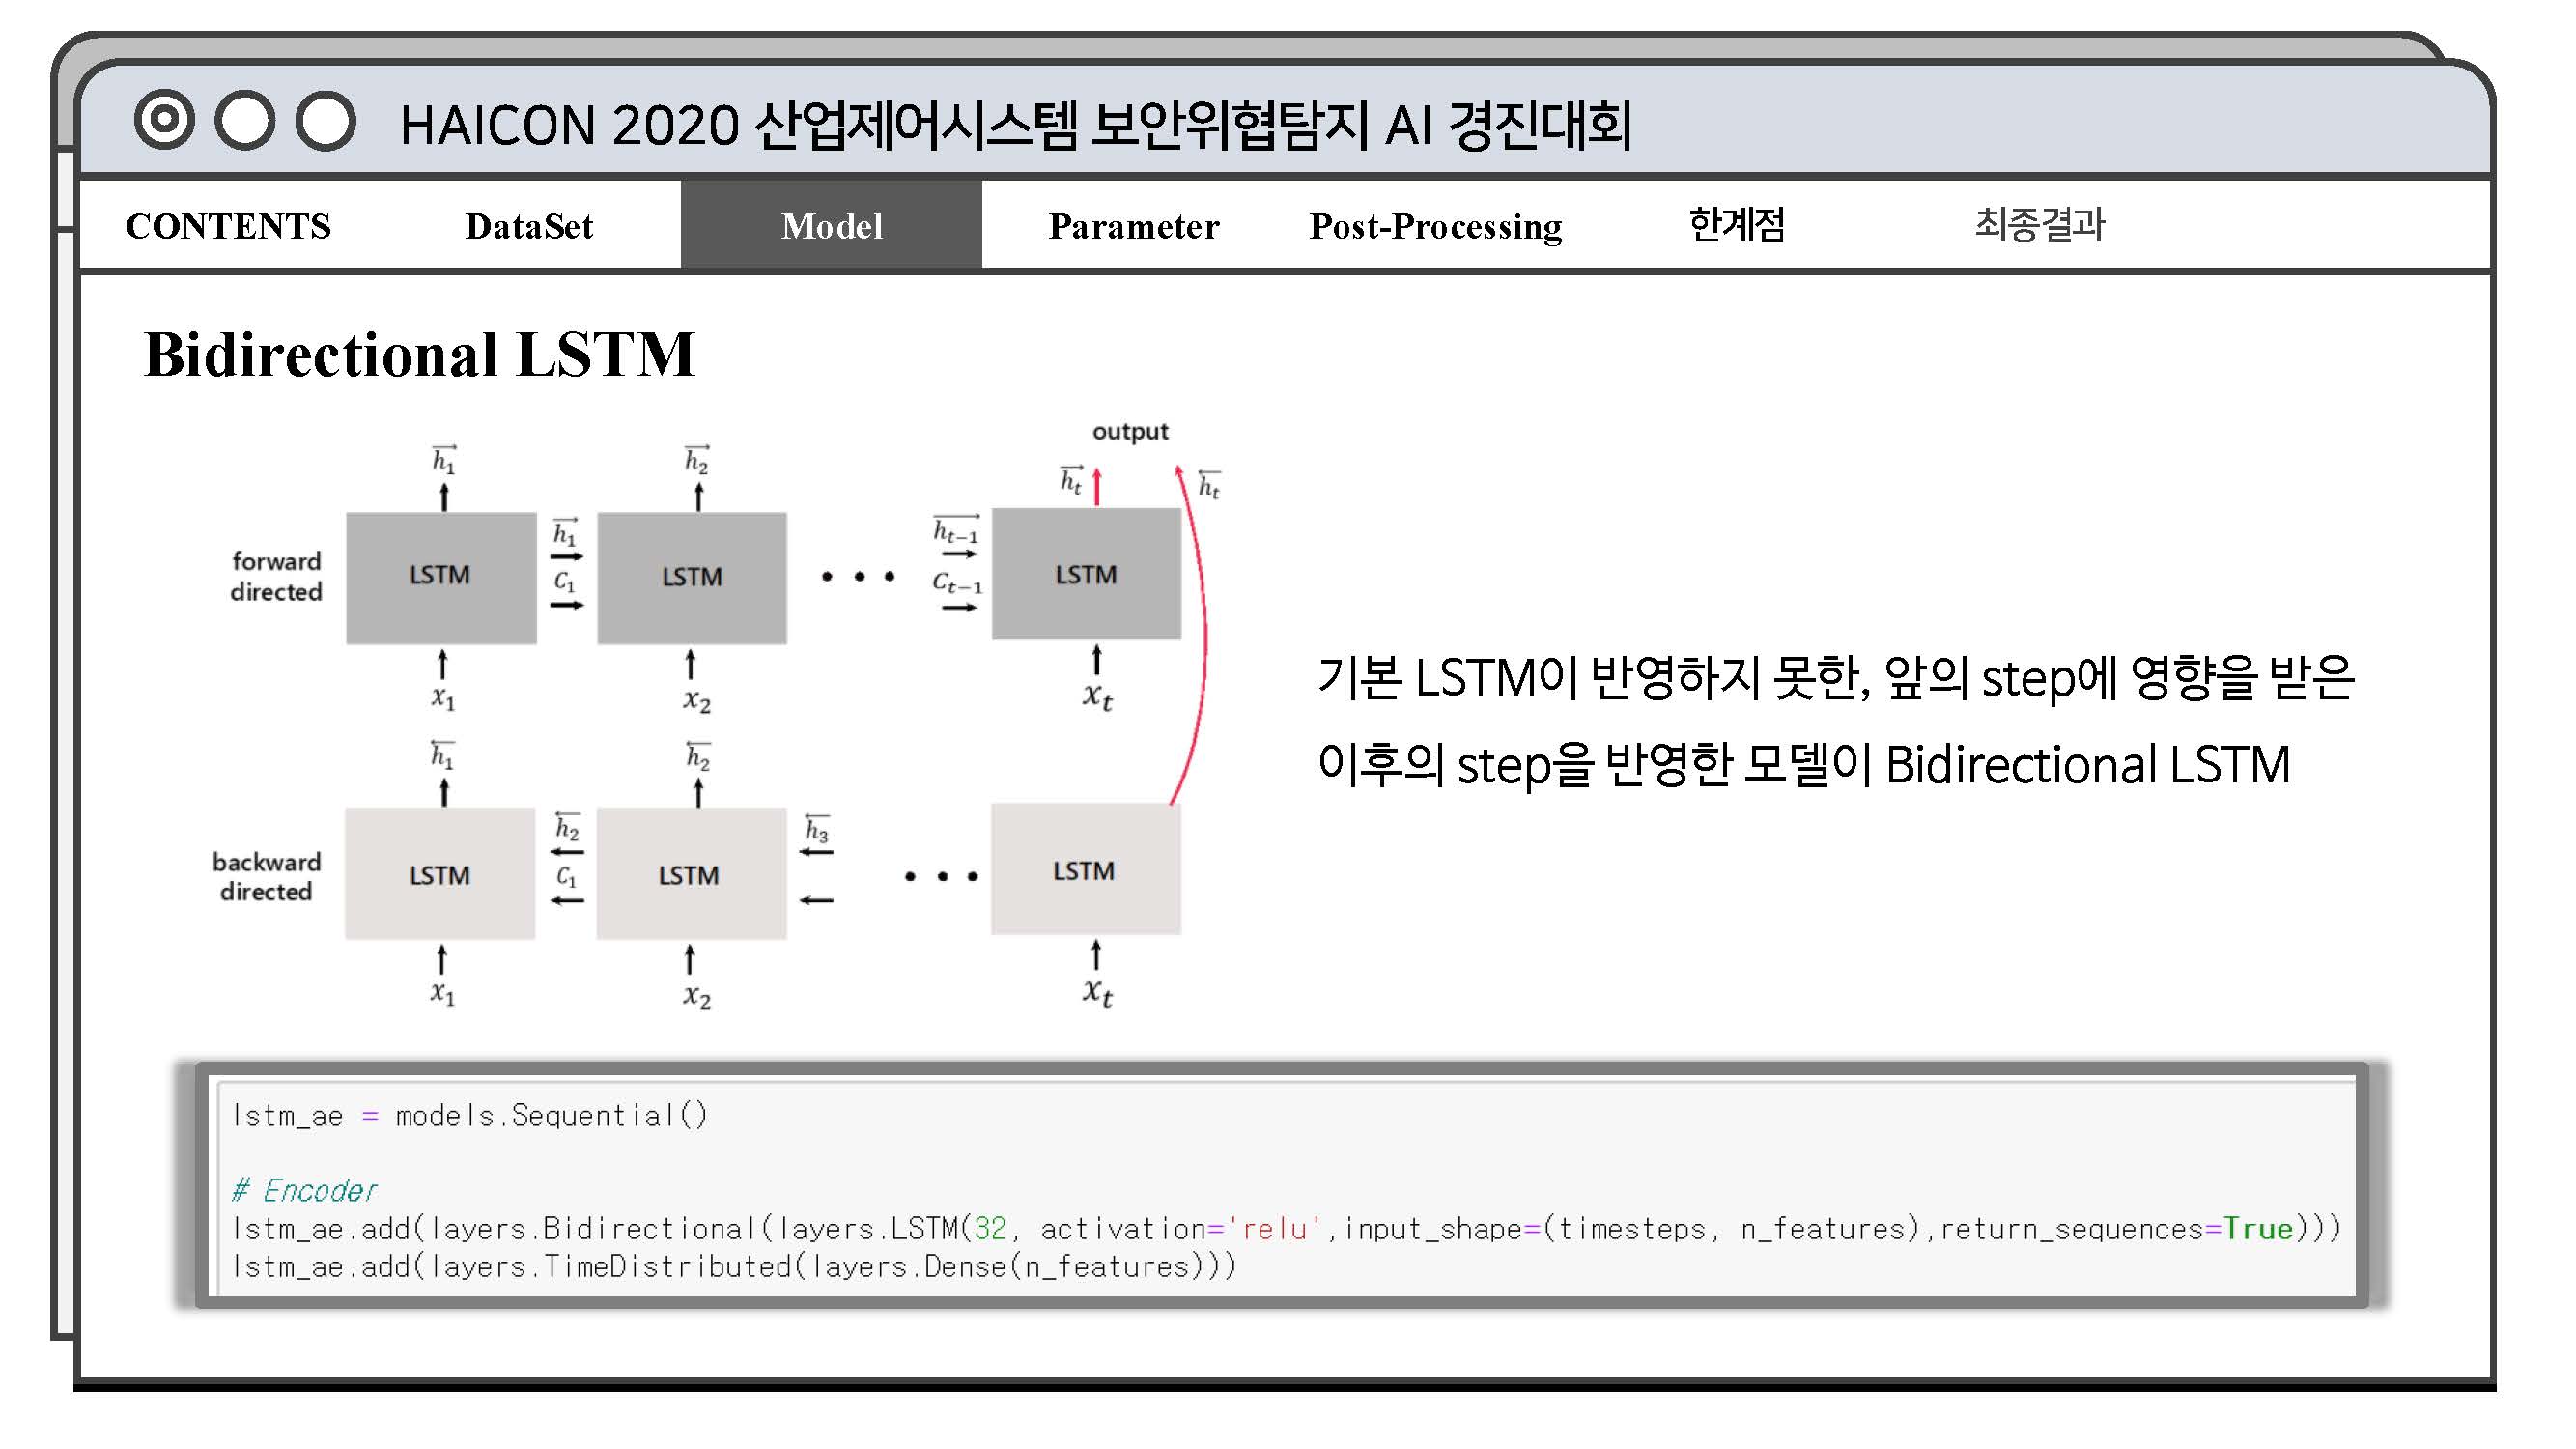 HAICON 2020 산업제어시스템 보안위협탐지 AI 경진대회
CONTENTS DataSet Model Parameter Post-Processing 한계점 최종결과
Bidirectional LSTM
output
$\overrightarrow{h_1}$ $\overrightarrow{h_2}$ $\overrightarrow{h_t}$ $\overleftarrow{h_t}$
forward directed
LSTM $\overrightarrow{h_1}$ $C_1$ LSTM • • • $\overrightarrow{h_{t-1}}$ $C_{t-1}$ LSTM
$x_1$ $x_2$ $x_t$
$\overleftarrow{h_1}$ $\overleftarrow{h_2}$
backward directed
LSTM $\overleftarrow{h_2}$ $C_1$ LSTM $\overleftarrow{h_3}$ • • • LSTM
$x_1$ $x_2$ $x_t$
기본 LSTM이 반영하지 못한, 앞의 step에 영향을 받은
이후의 step을 반영한 모델이 Bidirectional LSTM
lstm_ae = models.Sequential()
# Encoder
lstm_ae.add(layers.Bidirectional(layers.LSTM(32, activation='relu',input_shape=(timesteps, n_features),return_sequences=True)))
lstm_ae.add(layers.TimeDistributed(layers.Dense(n_features)))